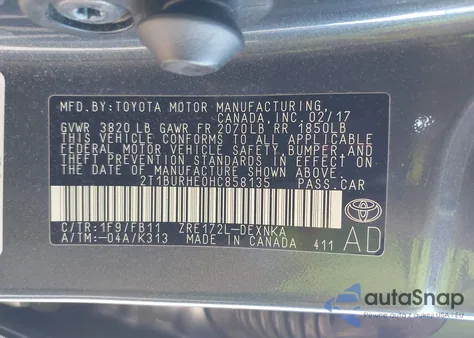 MFD.BY:TOYOTA MOTOR MANUFACTURING,
CANADA, INC. 02/17
GVWR 3820 LB GAWR FR 2070LB RR 1850LB
THIS VEHICLE CONFORMS TO ALL APPLICABLE
FEDERAL MOTOR VEHICLE SAFETY, BUMPER, AND
THEFT PREVENTION STANDARDS IN EFFECT ON
THE DATE OF MANUFACTURE SHOWN ABOVE.
2T1BURHE0HC858135 PASS.CAR
C/TR:1F9/FB11 ZRE172L-DEXNKA
A/TM:-04A/K313 MADE IN CANADA 411
AD
autoSnap